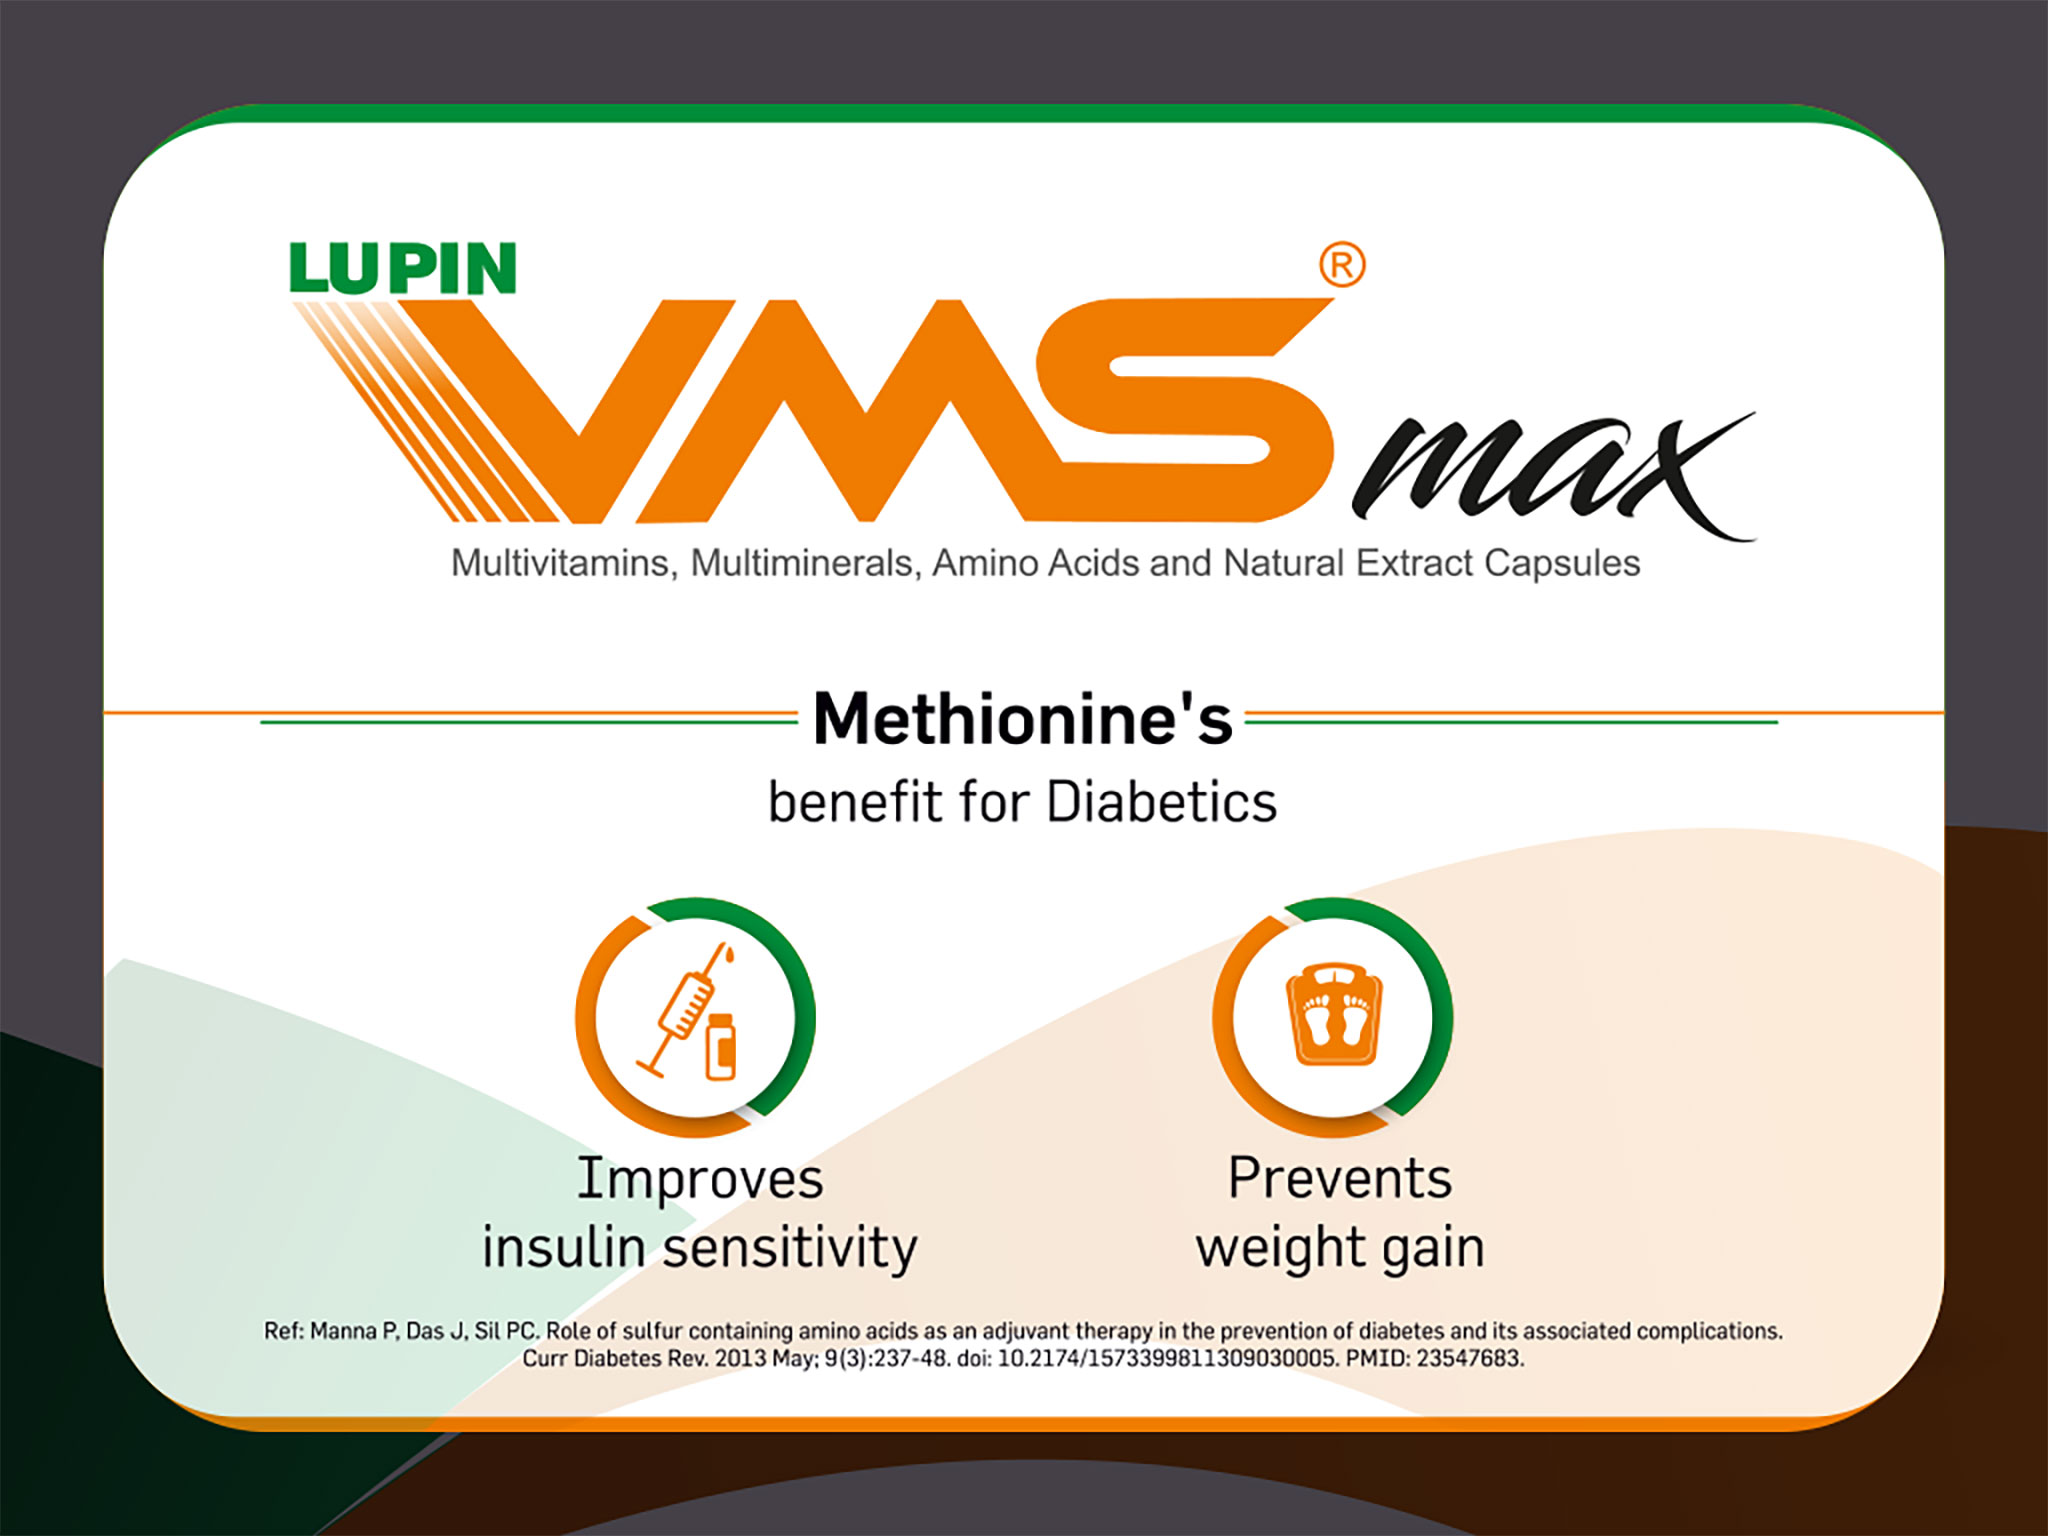 LUPIN
VMS® max
Multivitamins, Multiminerals, Amino Acids and Natural Extract Capsules
Methionine's
benefit for Diabetics
Improves
insulin sensitivity
Prevents
weight gain
Ref: Manna P, Das J, Sil PC. Role of sulfur containing amino acids as an adjuvant therapy in the prevention of diabetes and its associated complications.
Curr Diabetes Rev. 2013 May; 9(3):237-48. doi: 10.2174/1573399811309030005. PMID: 23547683.